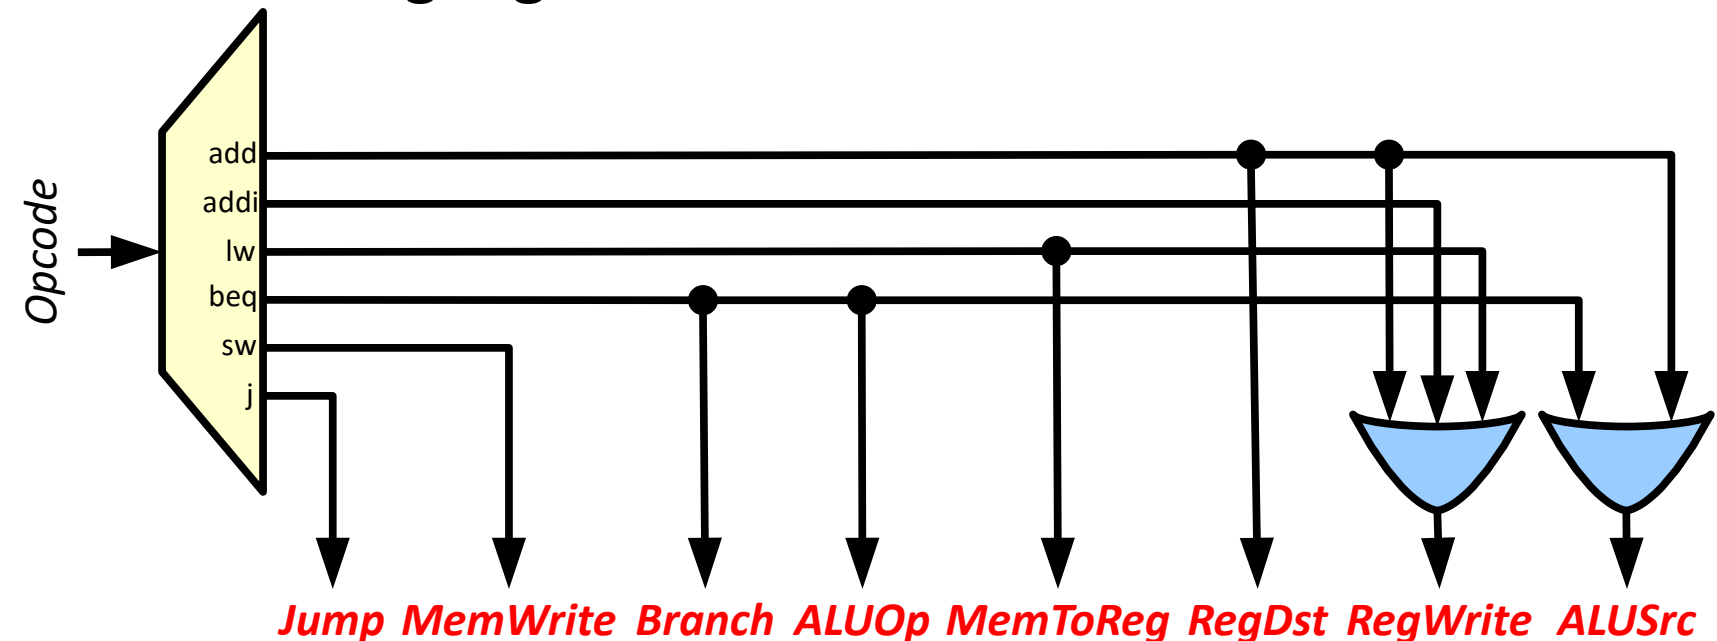 Opcode
add
addi
lw
beq
sw
j
Jump MemWrite Branch ALUOp MemToReg RegDst RegWrite ALUSrc